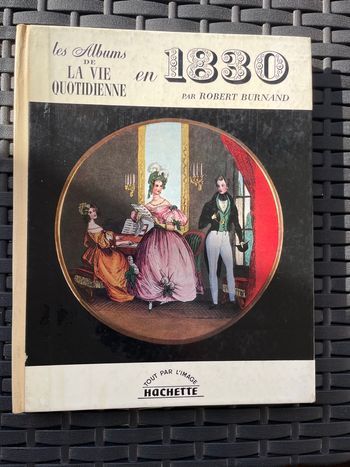 les Albums
DE
LA VIE
QUOTIDIENNE
en 1830
PAR ROBERT BURNAND
TOUT PAR L'IMAGE
HACHETTE